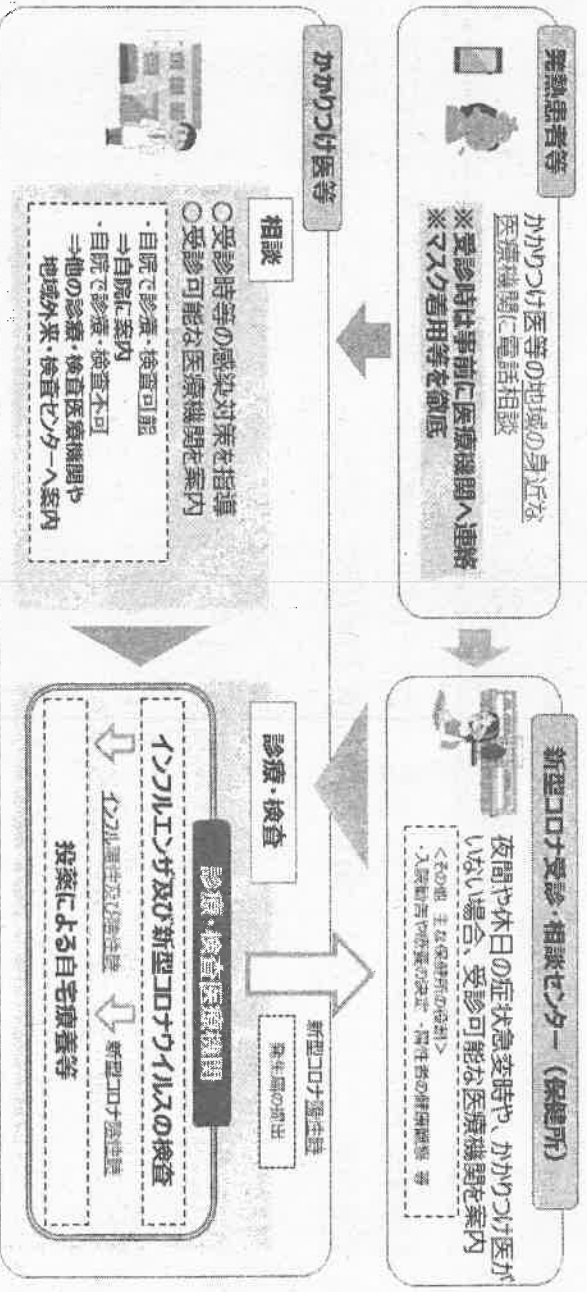 発熱患者等
かかりつけ医等の地域の身近な
医療機関に電話相談
※受診時は事前に医療機関へ連絡
※マスク着用等を徹底
新型コロナ受診・相談センター（保健所）
夜間や休日の症状急変時や、かかりつけ医が
いない場合、受診可能な医療機関を案内
<その他 主な保健所の役割>
・入院勧告や療養の決定 ・陽性者の健康観察 等
かかりつけ医等
相談
○受診時等の感染対策を指導
○受診可能な医療機関を案内
・自院で診療・検査可能
⇒自院に案内
・自院で診療・検査不可
⇒他の診療・検査医療機関や
地域外来・検査センターへ案内
診療・検査
新型コロナ陽性時
発生届の提出
診療・検査医療機関
インフルエンザ及び新型コロナウイルスの検査
インフル陽性及び陰性時
新型コロナ陰性時
投薬による自宅療養等